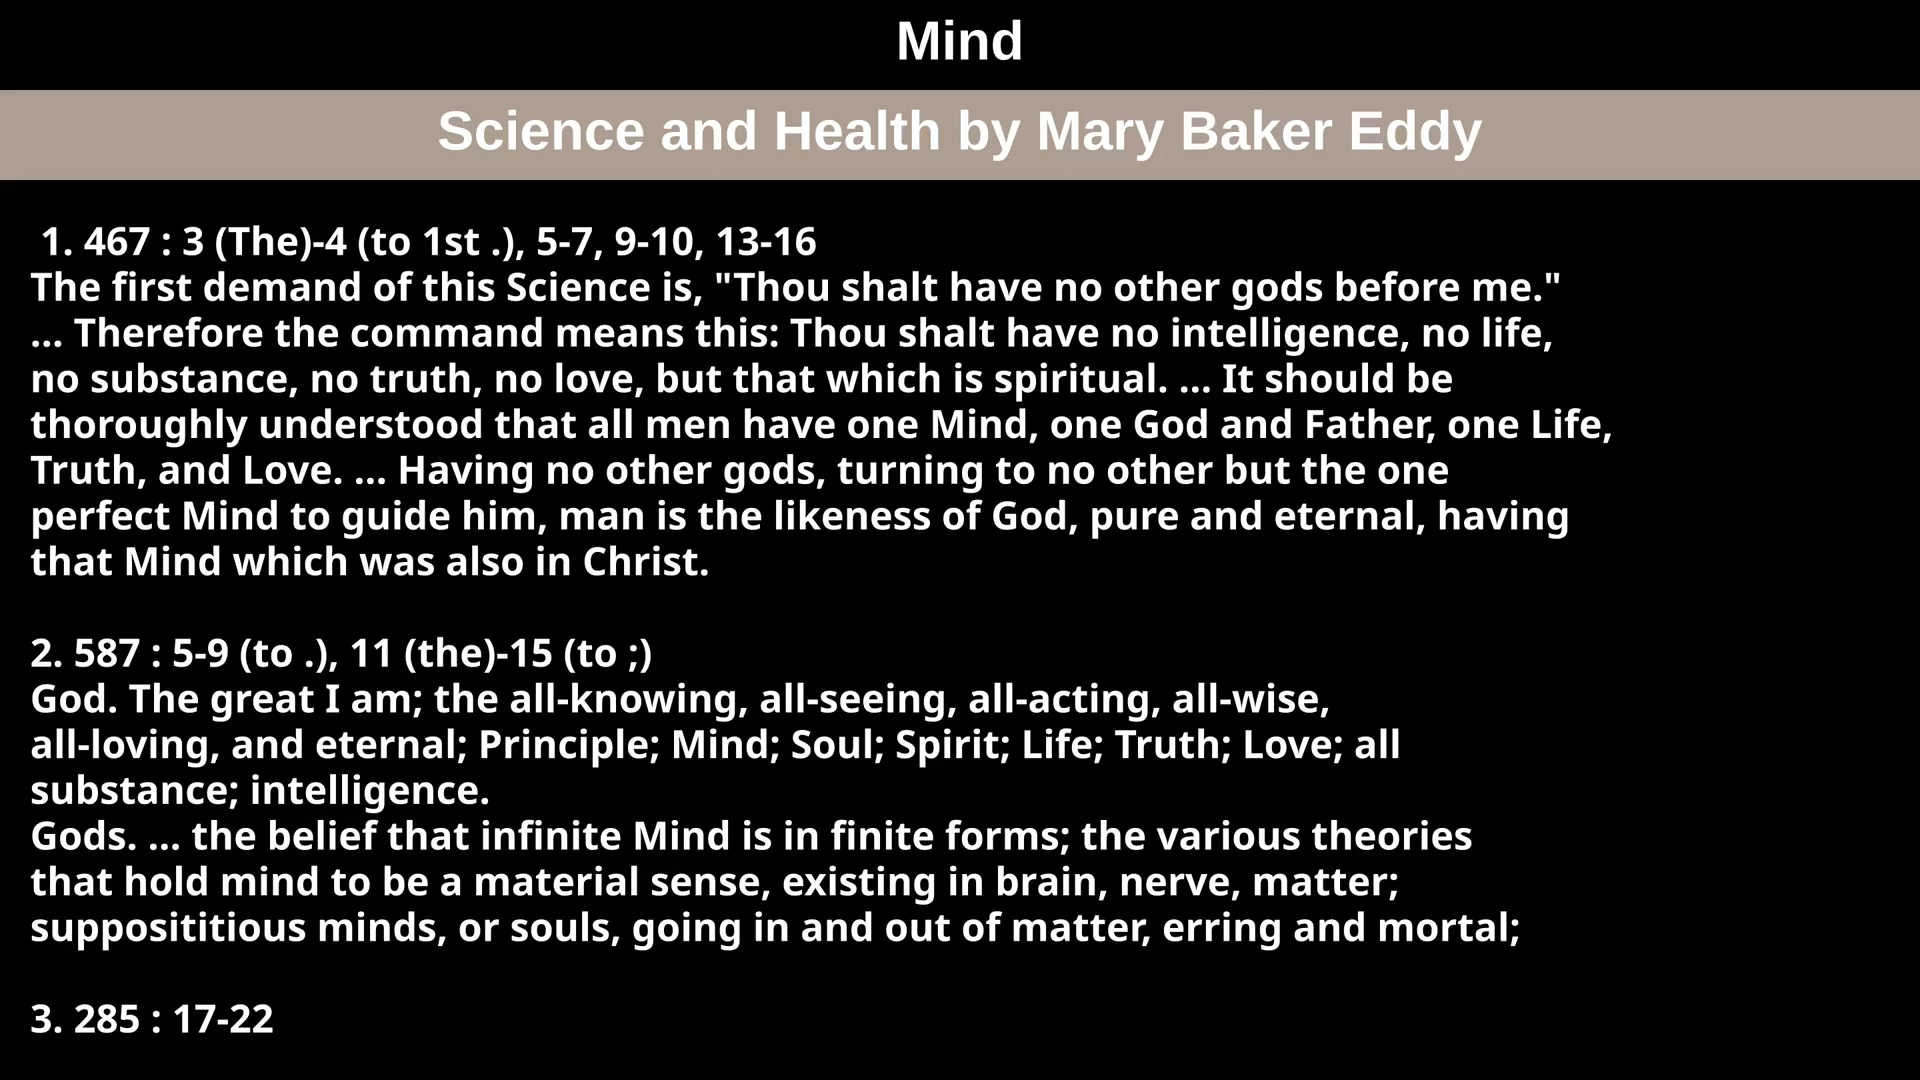 Mind
Science and Health by Mary Baker Eddy
1. 467 : 3 (The)-4 (to 1st .), 5-7, 9-10, 13-16
The first demand of this Science is, "Thou shalt have no other gods before me."
... Therefore the command means this: Thou shalt have no intelligence, no life,
no substance, no truth, no love, but that which is spiritual. ... It should be
thoroughly understood that all men have one Mind, one God and Father, one Life,
Truth, and Love. ... Having no other gods, turning to no other but the one
perfect Mind to guide him, man is the likeness of God, pure and eternal, having
that Mind which was also in Christ.
2. 587 : 5-9 (to .), 11 (the)-15 (to ;)
God. The great I am; the all-knowing, all-seeing, all-acting, all-wise,
all-loving, and eternal; Principle; Mind; Soul; Spirit; Life; Truth; Love; all
substance; intelligence.
Gods. ... the belief that infinite Mind is in finite forms; the various theories
that hold mind to be a material sense, existing in brain, nerve, matter;
supposititious minds, or souls, going in and out of matter, erring and mortal;
3. 285 : 17-22